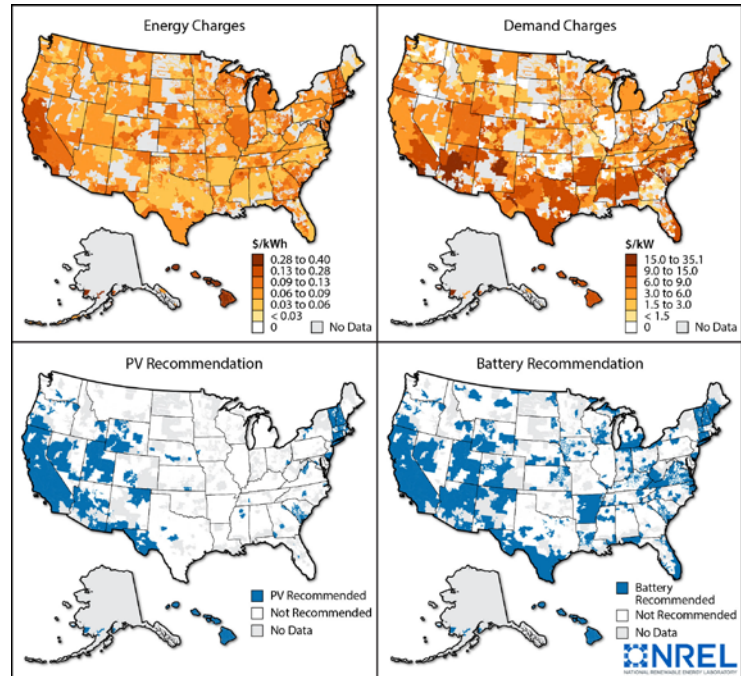 Energy Charges
$/kWh
0.28 to 0.40
0.13 to 0.28
0.09 to 0.13
0.06 to 0.09
0.03 to 0.06
< 0.03
0
No Data
Demand Charges
$/kW
15.0 to 35.1
9.0 to 15.0
6.0 to 9.0
3.0 to 6.0
1.5 to 3.0
< 1.5
0
No Data
PV Recommendation
PV Recommended
Not Recommended
No Data
Battery Recommendation
Battery
Recommended
Not Recommended
No Data
NREL
NATIONAL RENEWABLE ENERGY LABORATORY